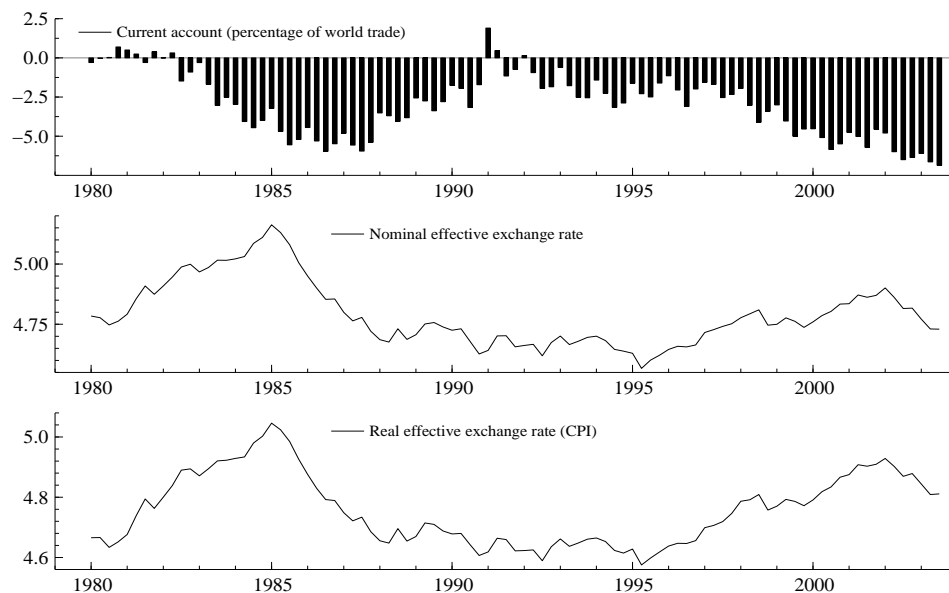 2.5
Current account (percentage of world trade)
0.0
−2.5
−5.0
1980 1985 1990 1995 2000
Nominal effective exchange rate
5.00
4.75
1980 1985 1990 1995 2000
Real effective exchange rate (CPI)
5.0
4.8
4.6
1980 1985 1990 1995 2000